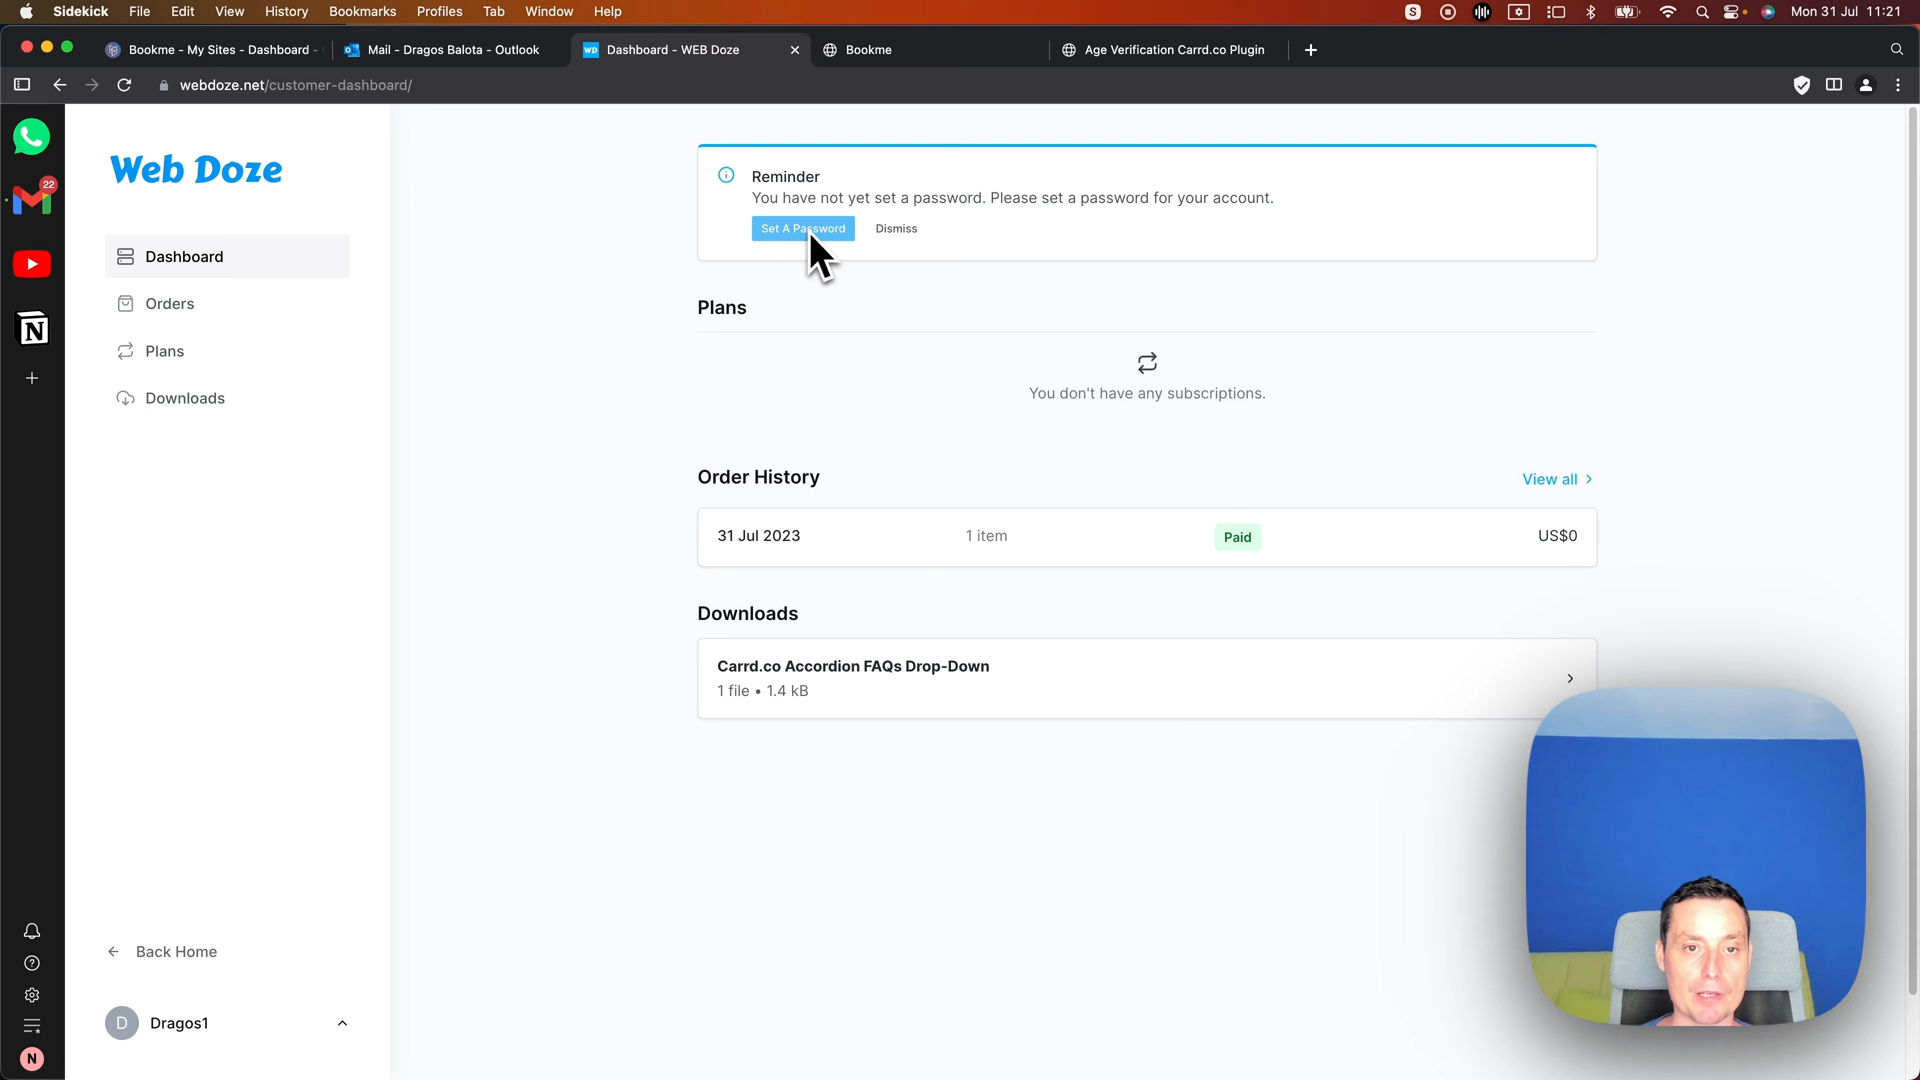 Sidekick File Edit View History Bookmarks Profiles Tab Window Help
S Mon 31 Jul 11:21
Bookme - My Sites - Dashboard -
Mail - Dragos Balota - Outlook
WD Dashboard - WEB Doze
Bookme
Age Verification Carrd.co Plugin
webdoze.net/customer-dashboard/
22
N
N
Web Doze
Dashboard
Orders
Plans
Downloads
Back Home
D Dragos1
Reminder
You have not yet set a password. Please set a password for your account.
Set A Password Dismiss
Plans
You don't have any subscriptions.
Order History View all
31 Jul 2023 1 item Paid US$0
Downloads
Carrd.co Accordion FAQs Drop-Down
1 file • 1.4 kB